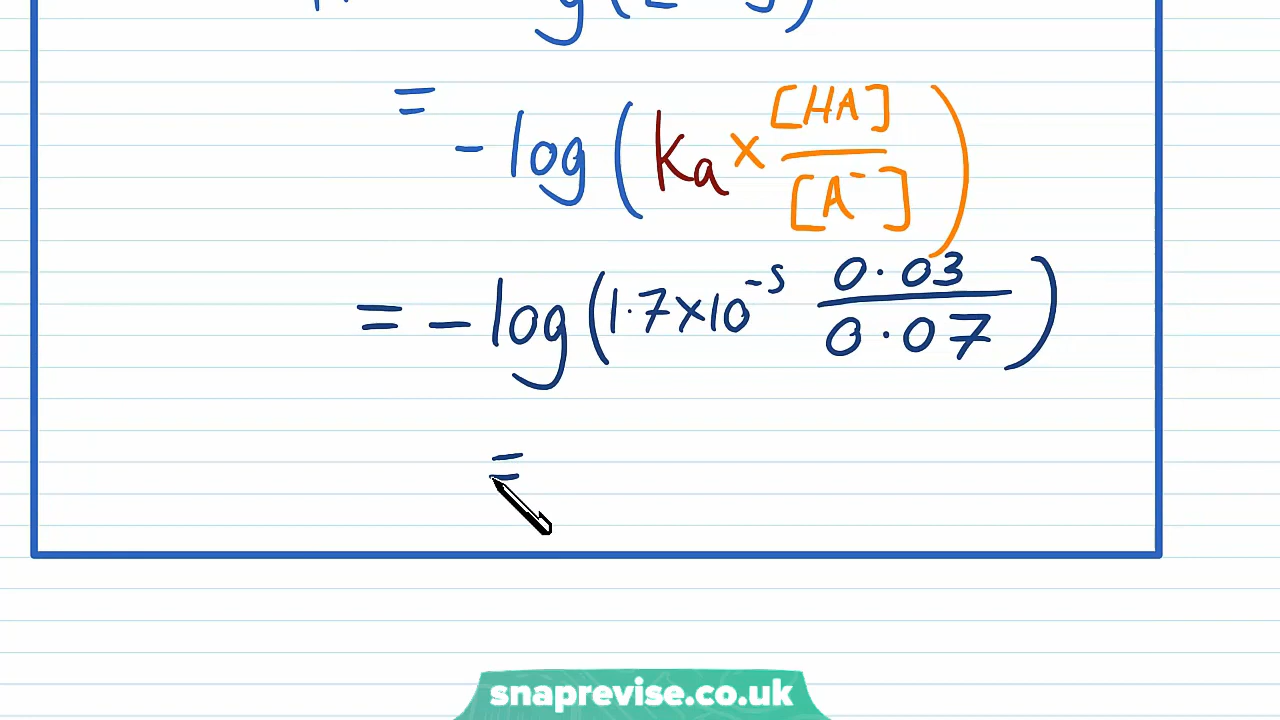 =
- log ( Ka × [HA] / [A⁻] )
= - log ( 1.7×10⁻⁵ 0.03 / 0.07 )
=
snaprevise.co.uk